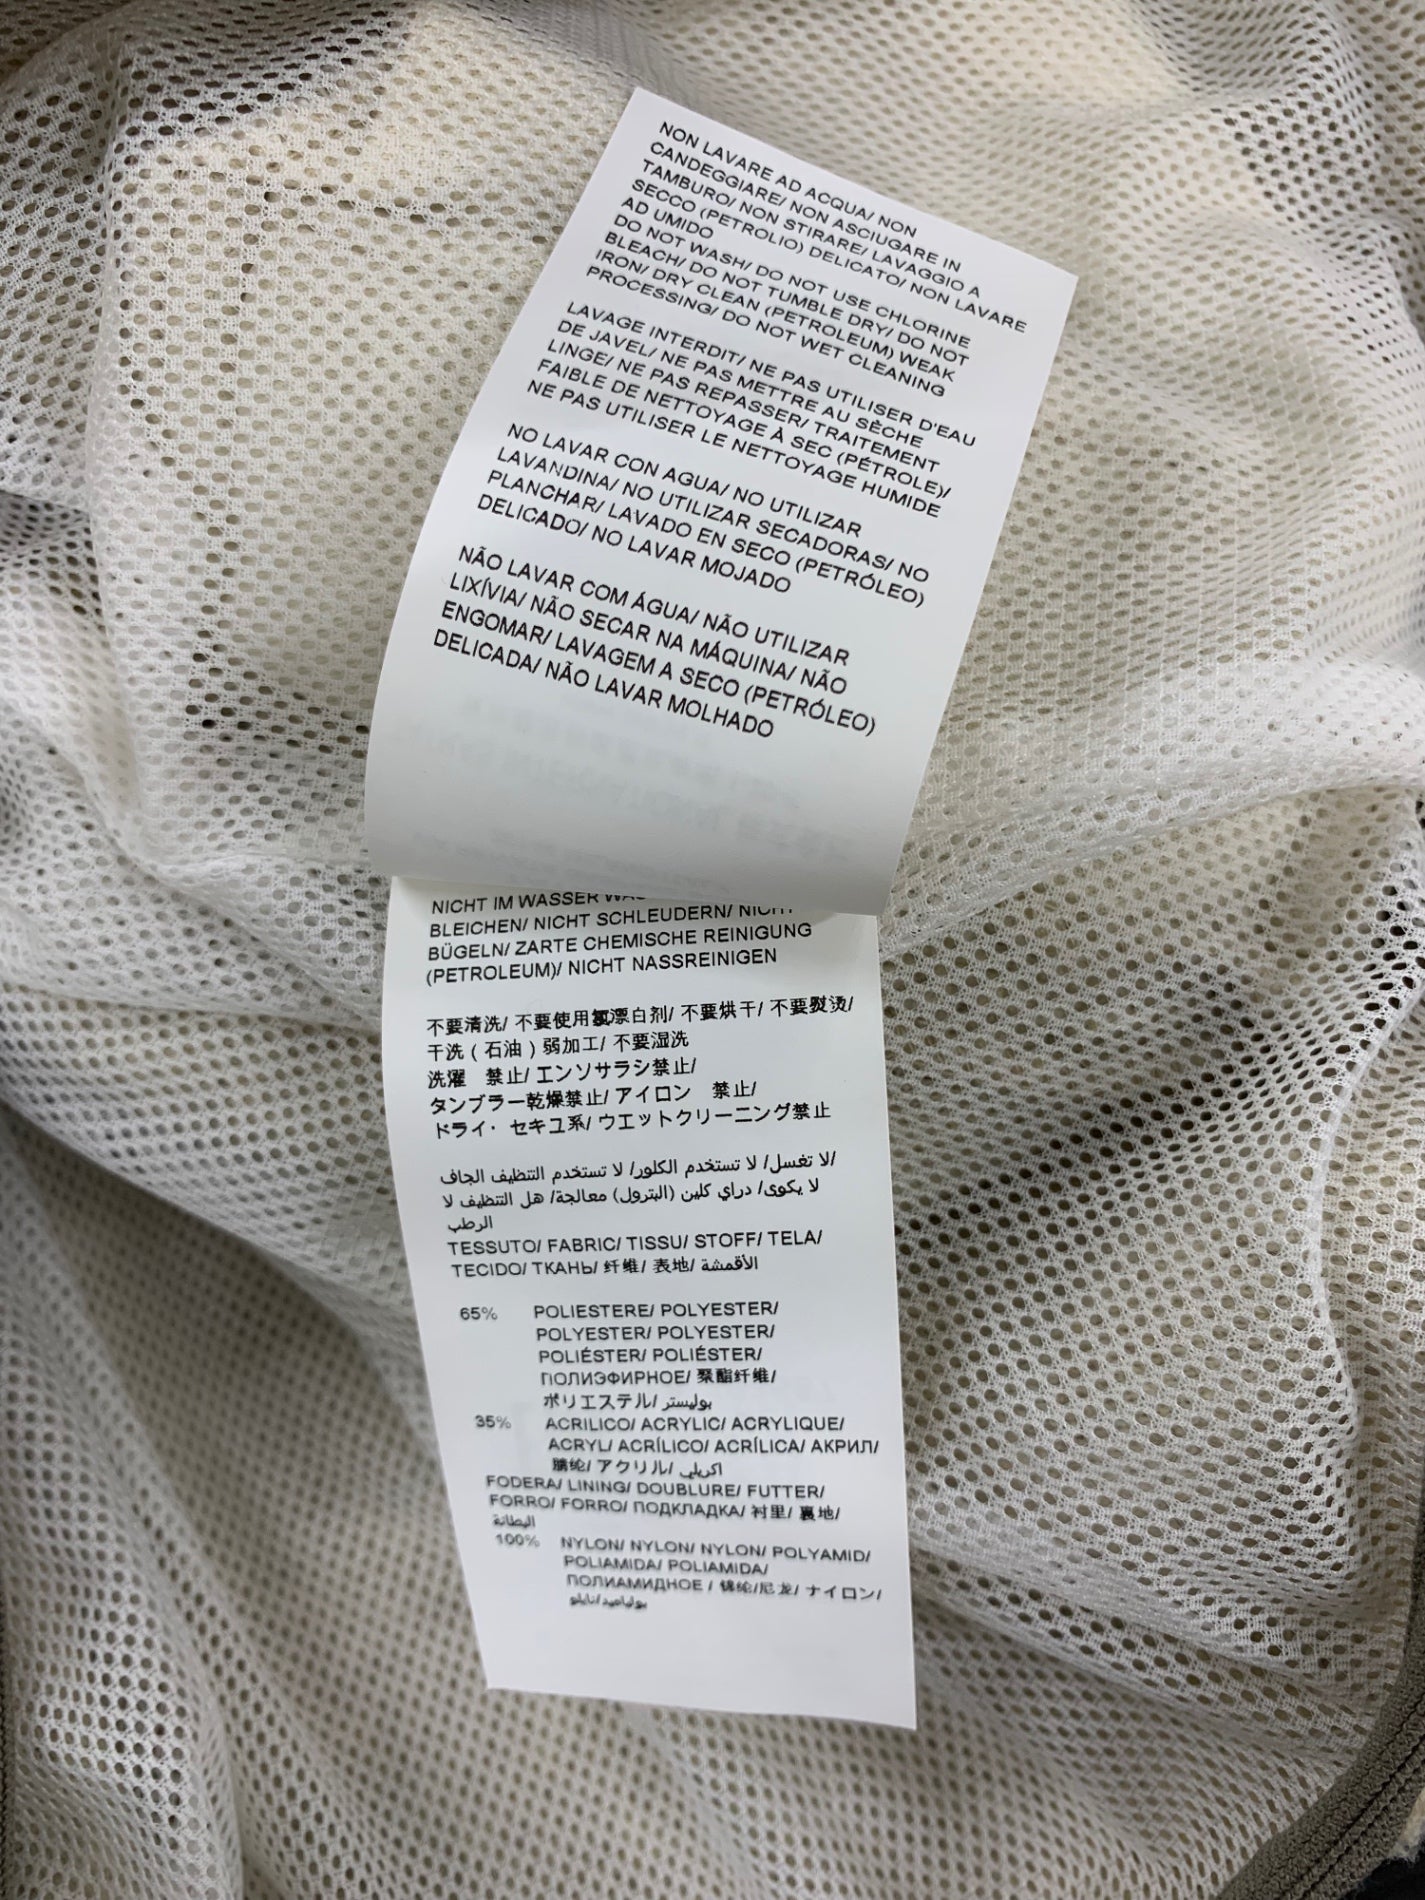 NON LAVARE AD ACQUA/ NON
CANDEGGIARE/ NON ASCIUGARE IN
TAMBURO/ NON STIRARE/ LAVAGGIO A
SECCO (PETROLIO) DELICATO/ NON LAVARE
AD UMIDO
DO NOT WASH/ DO NOT USE CHLORINE
BLEACH/ DO NOT TUMBLE DRY/ DO NOT
IRON/ DRY CLEAN (PETROLEUM) WEAK
PROCESSING/ DO NOT WET CLEANING
LAVAGE INTERDIT/ NE PAS UTILISER D'EAU
DE JAVEL/ NE PAS METTRE AU SÈCHE
LINGE/ NE PAS REPASSER/ TRAITEMENT
FAIBLE DE NETTOYAGE À SEC (PÉTROLE)/
NE PAS UTILISER LE NETTOYAGE HUMIDE
NO LAVAR CON AGUA/ NO UTILIZAR
LAVANDINA/ NO UTILIZAR SECADORAS/ NO
PLANCHAR/ LAVADO EN SECO (PETRÓLEO)
DELICADO/ NO LAVAR MOJADO
NÃO LAVAR COM ÁGUA/ NÃO UTILIZAR
LIXÍVIA/ NÃO SECAR NA MÁQUINA/ NÃO
ENGOMAR/ LAVAGEM A SECO (PETRÓLEO)
DELICADA/ NÃO LAVAR MOLHADO
NICHT IM WASSER
BLEICHEN/ NICHT SCHLEUDERN/ NICHT
BÜGELN/ ZARTE CHEMISCHE REINIGUNG
(PETROLEUM)/ NICHT NASSREINIGEN
不要清洗/ 不要使用氯漂白剂/ 不要烘干/ 不要熨烫/
干洗 ( 石油 ) 弱加工/ 不要湿洗
洗濯 禁止/ エンソサラシ禁止/
タンブラー乾燥禁止/ アイロン 禁止/
ドライ・セキユ系/ ウエットクリーニング禁止
لا تغسل/ لا تستخدم الكلور/ لا تستخدم التنظيف الجاف/
لا يكوى/ دراي كلين (البترول) معالجة/ هل التنظيف لا
الرطب
TESSUTO/ FABRIC/ TISSU/ STOFF/ TELA/
TECIDO/ ТКАНЬ/ 纤维/ 表地/ الأقمشة
65% POLIESTERE/ POLYESTER/
POLYESTER/ POLYESTER/
POLIÉSTER/ POLIÉSTER/
ПОЛИЭФИРНОЕ/ 聚酯纤维/
ポリエステル/ بوليستر
35% ACRILICO/ ACRYLIC/ ACRYLIQUE/
ACRYL/ ACRÍLICO/ ACRÍLICA/ АКРИЛ/
腈纶/ アクリル/ اكريلي
FODERA/ LINING/ DOUBLURE/ FUTTER/
FORRO/ FORRO/ ПОДКЛАДКА/ 衬里/ 裏地/
البطانة
100% NYLON/ NYLON/ NYLON/ POLYAMID/
POLIAMIDA/ POLIAMIDA/
ПОЛИАМИДНОЕ / 锦纶/尼龙/ ナイロン/
بولياميد/نايلو